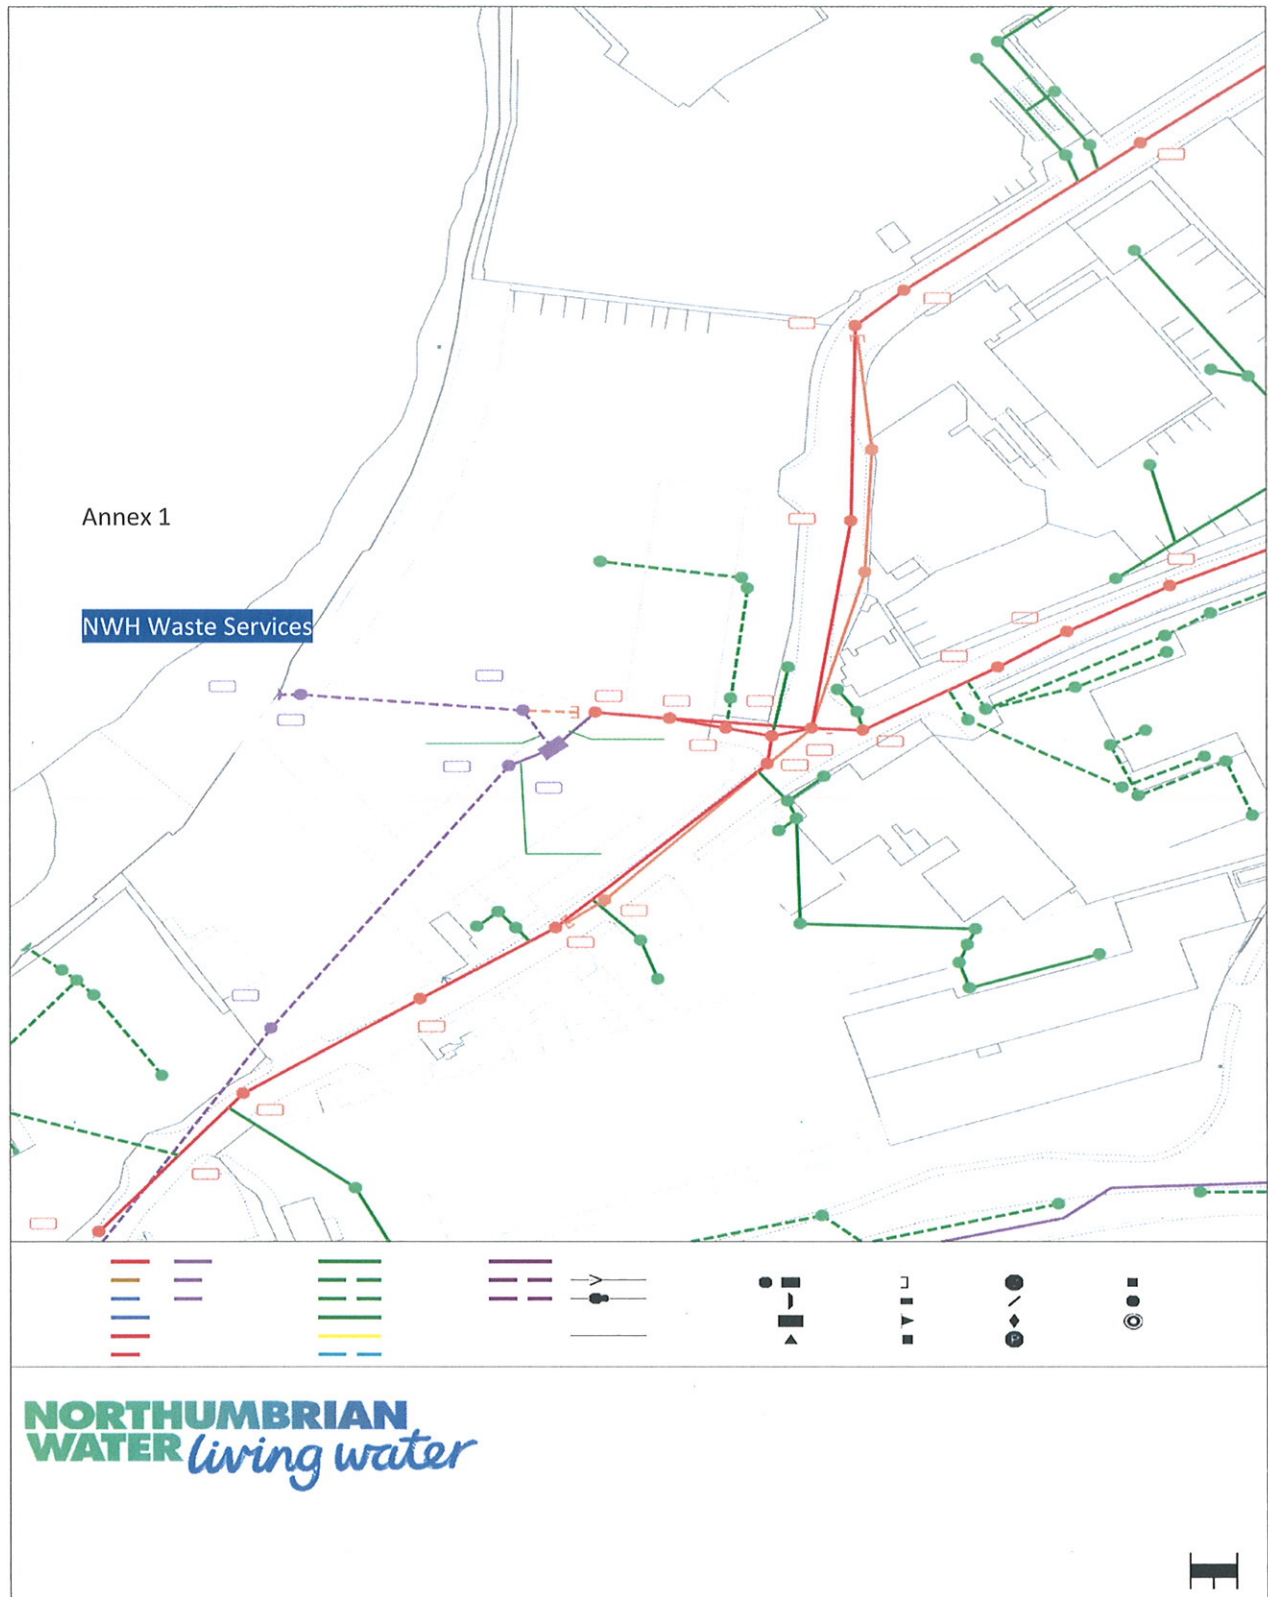 Annex 1
NWH Waste Services
P
NORTHUMBRIAN
WATER living water